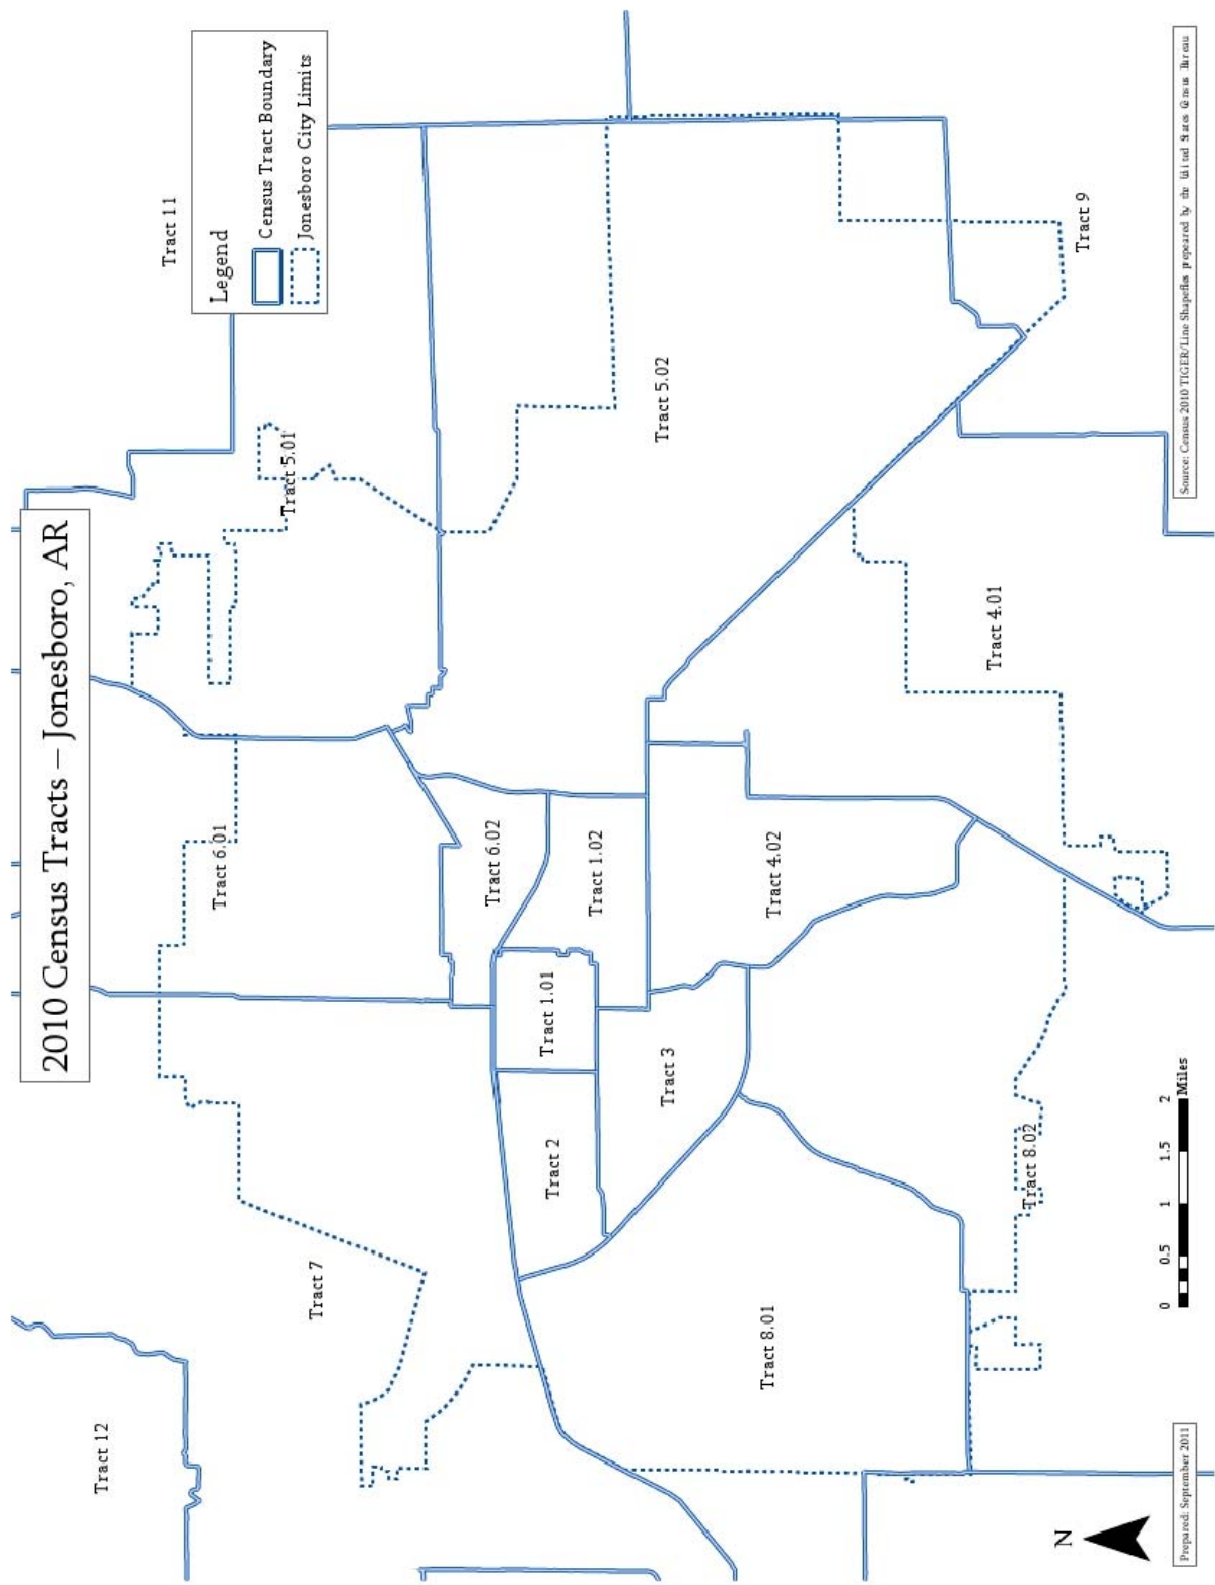 2010 Census Tracts – Jonesboro, AR
Tract 11
Legend
Census Tract Boundary
Jonesboro City Limits
Tract 12
Tract 7
Tract 6.01
Tract 5.01
Tract 6.02
Tract 1.01
Tract 1.02
Tract 2
Tract 3
Tract 5.02
Tract 4.02
Tract 8.01
Tract 4.01
Tract 8.02
Tract 9
N
0 0.5 1 1.5 2
Miles
Prepared: September 2011
Source: Census 2010 TIGER/Line Shapefiles prepeared by the United States Census Bureau